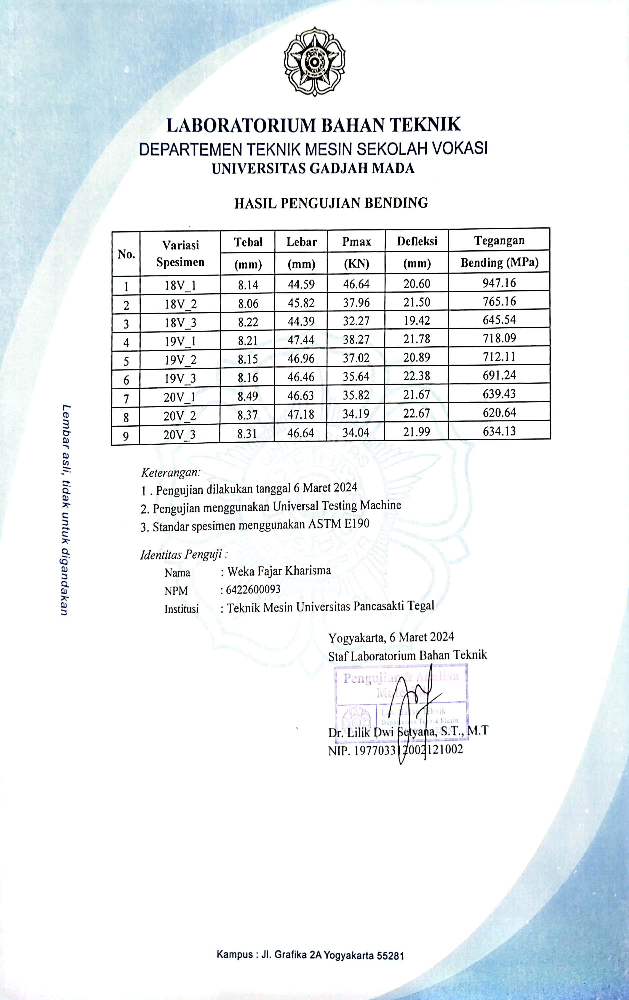 LABORATORIUM BAHAN TEKNIK
DEPARTEMEN TEKNIK MESIN SEKOLAH VOKASI
UNIVERSITAS GADJAH MADA
HASIL PENGUJIAN BENDING
No. Variasi Spesimen Tebal (mm) Lebar (mm) Pmax (KN) Defleksi (mm) Tegangan Bending (MPa)
1 18V_1 8.14 44.59 46.64 20.60 947.16
2 18V_2 8.06 45.82 37.96 21.50 765.16
3 18V_3 8.22 44.39 32.27 19.42 645.54
4 19V_1 8.21 47.44 38.27 21.78 718.09
5 19V_2 8.15 46.96 37.02 20.89 712.11
6 19V_3 8.16 46.46 35.64 22.38 691.24
7 20V_1 8.49 46.63 35.82 21.67 639.43
8 20V_2 8.37 47.18 34.19 22.67 620.64
9 20V_3 8.31 46.64 34.04 21.99 634.13
Keterangan:
1 . Pengujian dilakukan tanggal 6 Maret 2024
2. Pengujian menggunakan Universal Testing Machine
3. Standar spesimen menggunakan ASTM E190
Identitas Penguji :
Nama : Weka Fajar Kharisma
NPM : 6422600093
Institusi : Teknik Mesin Universitas Pancasakti Tegal
Lembar asli, tidak untuk digandakan
Yogyakarta, 6 Maret 2024
Staf Laboratorium Bahan Teknik
Pengujian & Analisa
Material
Lab. Bahan Teknik
Departemen Teknik Mesin
Dr. Lilik Dwi Setyana, S.T., M.T
NIP. 197703312002121002
Kampus : Jl. Grafika 2A Yogyakarta 55281